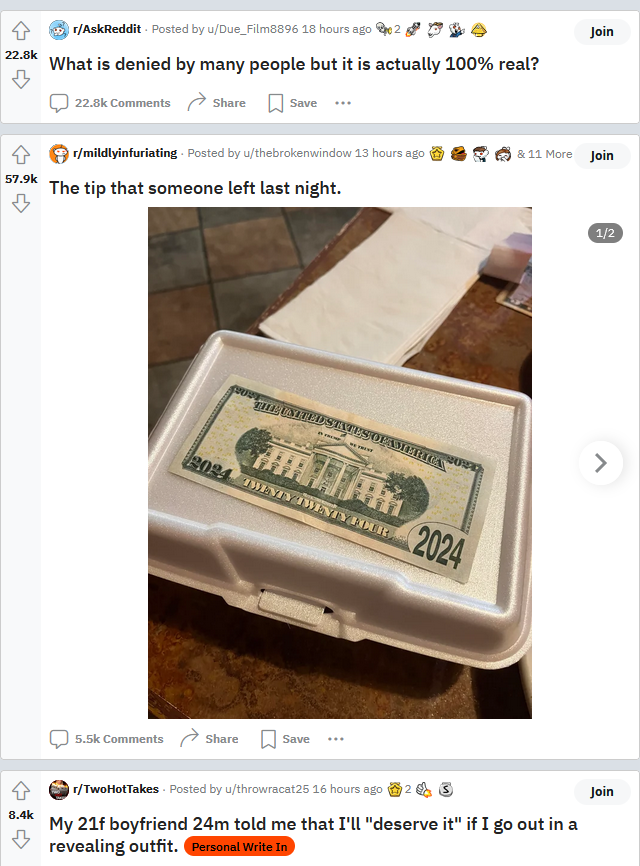 r/AskReddit · Posted by u/Due_Film8896 18 hours ago 2
Join
22.8k
What is denied by many people but it is actually 100% real?
22.8k Comments Share Save
r/mildlyinfuriating · Posted by u/thebrokenwindow 13 hours ago & 11 More
Join
57.9k
The tip that someone left last night.
1/2
2024 2024
THE UNITED STATES OF AMERICA
IN TRUMP WE TRUST
2024
TWENTY TWENTY FOUR
2024
5.5k Comments Share Save
r/TwoHotTakes · Posted by u/throwracat25 16 hours ago 2 S
Join
8.4k
My 21f boyfriend 24m told me that I'll "deserve it" if I go out in a
revealing outfit. Personal Write In